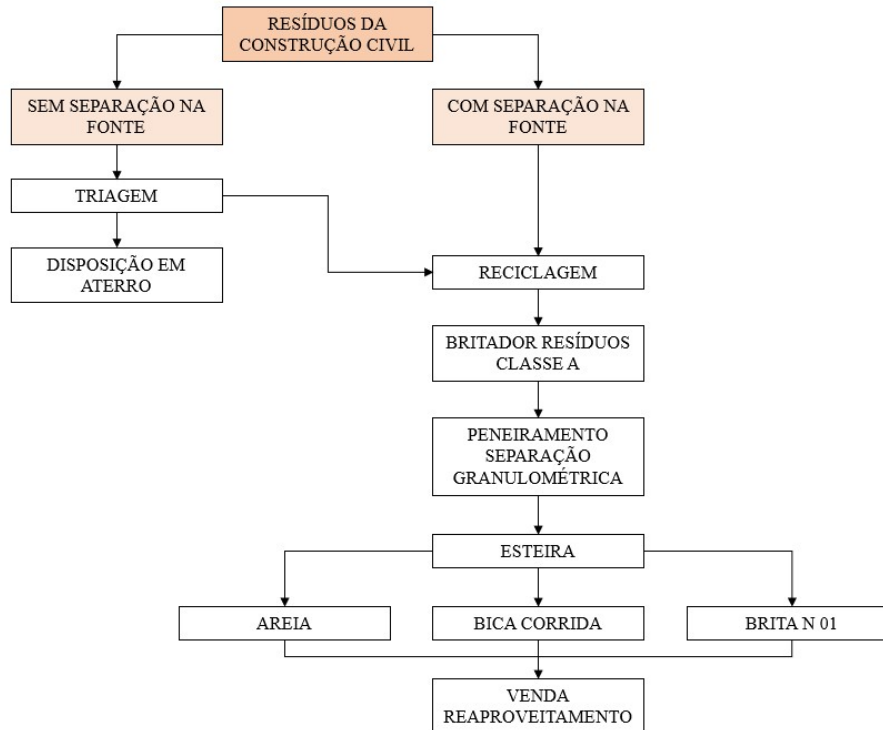 RESÍDUOS DA
CONSTRUÇÃO CIVIL
SEM SEPARAÇÃO NA
FONTE
COM SEPARAÇÃO NA
FONTE
TRIAGEM
DISPOSIÇÃO EM
ATERRO
RECICLAGEM
BRITADOR RESÍDUOS
CLASSE A
PENEIRAMENTO
SEPARAÇÃO
GRANULOMÉTRICA
ESTEIRA
AREIA
BICA CORRIDA
BRITA N 01
VENDA
REAPROVEITAMENTO